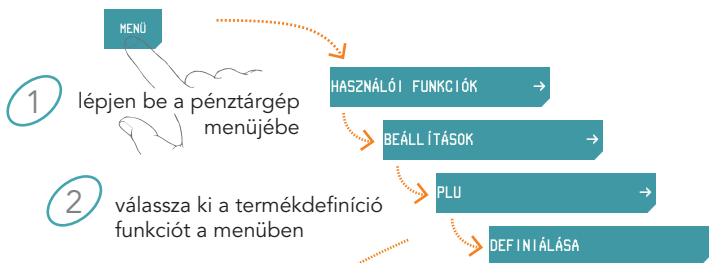 MENÜ
1
lépjen be a pénztárgép
menüjébe
HASZNÁLÓI FUNKCIÓK →
BEÁLLÍTÁSOK →
2
válassza ki a termékdefiníció
funkciót a menüben
PLU →
DEFINIÁLÁSA